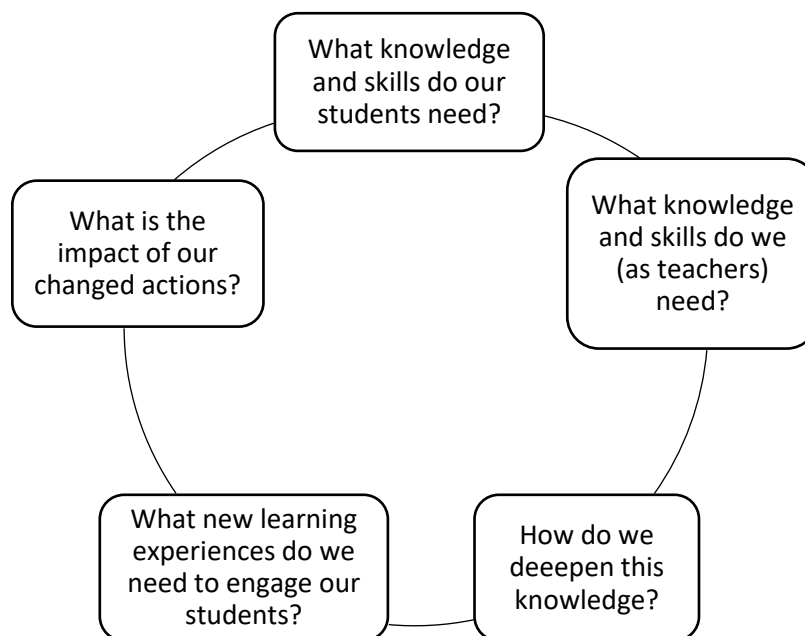 What knowledge
and skills do our
students need?
What knowledge
and skills do we
(as teachers)
need?
How do we
deeepen this
knowledge?
What new learning
experiences do we
need to engage our
students?
What is the
impact of our
changed actions?